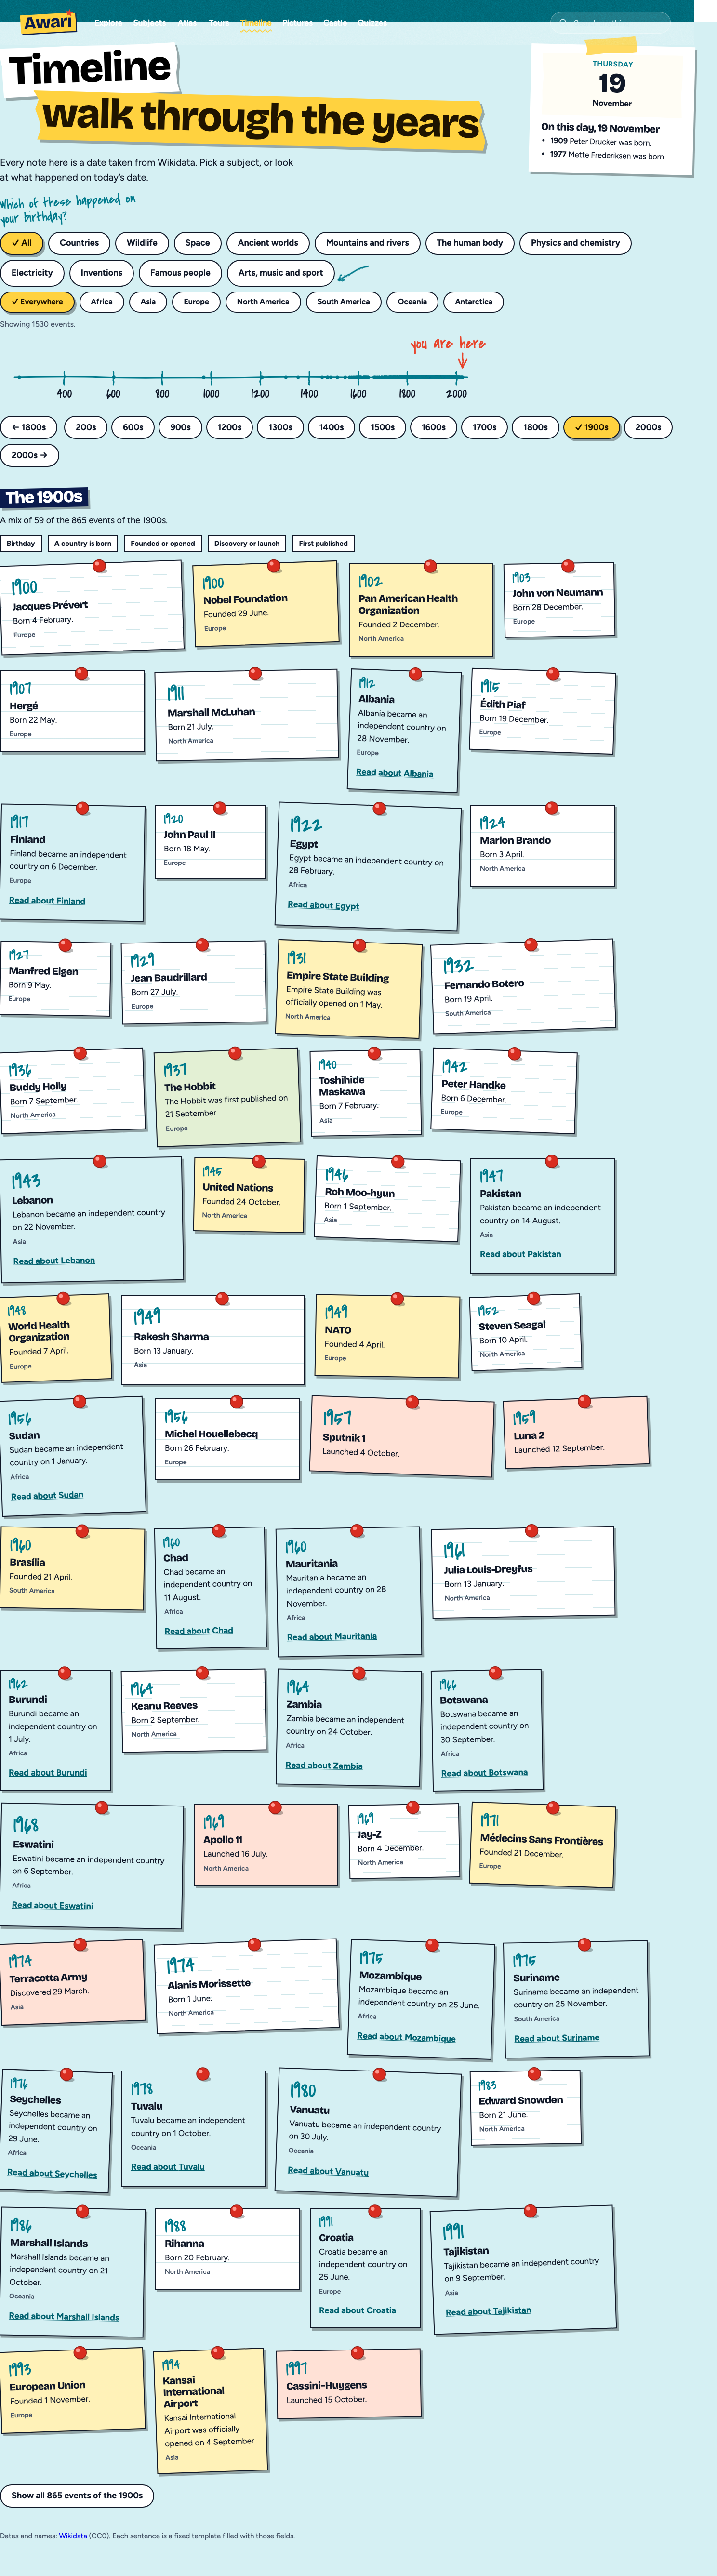 Awari
Explore Subjects Atlas Tours Timeline Pictures Castle Quizzes
Search anything
Timeline
walk through the years
THURSDAY
19
November
On this day, 19 November
1909 Peter Drucker was born.
1977 Mette Frederiksen was born.
Every note here is a date taken from Wikidata. Pick a subject, or look
at what happened on today's date.
Which of these happened on
your birthday?
✓ All Countries Wildlife Space Ancient worlds Mountains and rivers The human body Physics and chemistry
Electricity Inventions Famous people Arts, music and sport
✓ Everywhere Africa Asia Europe North America South America Oceania Antarctica
Showing 1530 events.
you are here
400 600 800 1000 1200 1400 1600 1800 2000
← 1800s 200s 600s 900s 1200s 1300s 1400s 1500s 1600s 1700s 1800s ✓ 1900s 2000s
2000s →
The 1900s
A mix of 59 of the 865 events of the 1900s.
Birthday A country is born Founded or opened Discovery or launch First published
1900
Jacques Prévert
Born 4 February.
Europe
1900
Nobel Foundation
Founded 29 June.
Europe
1902
Pan American Health
Organization
Founded 2 December.
North America
1903
John von Neumann
Born 28 December.
Europe
1907
Hergé
Born 22 May.
Europe
1911
Marshall McLuhan
Born 21 July.
North America
1912
Albania
Albania became an
independent country on
28 November.
Europe
Read about Albania
1915
Édith Piaf
Born 19 December.
Europe
1917
Finland
Finland became an independent
country on 6 December.
Europe
Read about Finland
1920
John Paul II
Born 18 May.
Europe
1922
Egypt
Egypt became an independent country on
28 February.
Africa
Read about Egypt
1924
Marlon Brando
Born 3 April.
North America
1927
Manfred Eigen
Born 9 May.
Europe
1929
Jean Baudrillard
Born 27 July.
Europe
1931
Empire State Building
Empire State Building was
officially opened on 1 May.
North America
1932
Fernando Botero
Born 19 April.
South America
1936
Buddy Holly
Born 7 September.
North America
1937
The Hobbit
The Hobbit was first published on
21 September.
Europe
1940
Toshihide
Maskawa
Born 7 February.
Asia
1942
Peter Handke
Born 6 December.
Europe
1943
Lebanon
Lebanon became an independent country
on 22 November.
Asia
Read about Lebanon
1945
United Nations
Founded 24 October.
North America
1946
Roh Moo-hyun
Born 1 September.
Asia
1947
Pakistan
Pakistan became an independent
country on 14 August.
Asia
Read about Pakistan
1948
World Health
Organization
Founded 7 April.
Europe
1949
Rakesh Sharma
Born 13 January.
Asia
1949
NATO
Founded 4 April.
Europe
1952
Steven Seagal
Born 10 April.
North America
1956
Sudan
Sudan became an independent
country on 1 January.
Africa
Read about Sudan
1956
Michel Houellebecq
Born 26 February.
Europe
1957
Sputnik 1
Launched 4 October.
1959
Luna 2
Launched 12 September.
1960
Brasília
Founded 21 April.
South America
1960
Chad
Chad became an
independent country on
11 August.
Africa
Read about Chad
1960
Mauritania
Mauritania became an
independent country on 28
November.
Africa
Read about Mauritania
1961
Julia Louis-Dreyfus
Born 13 January.
North America
1962
Burundi
Burundi became an
independent country on
1 July.
Africa
Read about Burundi
1964
Keanu Reeves
Born 2 September.
North America
1964
Zambia
Zambia became an independent
country on 24 October.
Africa
Read about Zambia
1966
Botswana
Botswana became an
independent country on
30 September.
Africa
Read about Botswana
1968
Eswatini
Eswatini became an independent country
on 6 September.
Africa
Read about Eswatini
1969
Apollo 11
Launched 16 July.
North America
1969
Jay-Z
Born 4 December.
North America
1971
Médecins Sans Frontières
Founded 21 December.
Europe
1974
Terracotta Army
Discovered 29 March.
Asia
1974
Alanis Morissette
Born 1 June.
North America
1975
Mozambique
Mozambique became an
independent country on 25 June.
Africa
Read about Mozambique
1975
Suriname
Suriname became an independent
country on 25 November.
South America
Read about Suriname
1976
Seychelles
Seychelles became an
independent country on
29 June.
Africa
Read about Seychelles
1978
Tuvalu
Tuvalu became an independent
country on 1 October.
Oceania
Read about Tuvalu
1980
Vanuatu
Vanuatu became an independent country
on 30 July.
Oceania
Read about Vanuatu
1983
Edward Snowden
Born 21 June.
North America
1986
Marshall Islands
Marshall Islands became an
independent country on 21
October.
Oceania
Read about Marshall Islands
1988
Rihanna
Born 20 February.
North America
1991
Croatia
Croatia became an
independent country on
25 June.
Europe
Read about Croatia
1991
Tajikistan
Tajikistan became an independent country
on 9 September.
Asia
Read about Tajikistan
1993
European Union
Founded 1 November.
Europe
1994
Kansai
International
Airport
Kansai International
Airport was officially
opened on 4 September.
Asia
1997
Cassini-Huygens
Launched 15 October.
Show all 865 events of the 1900s
Dates and names: Wikidata (CC0). Each sentence is a fixed template filled with those fields.